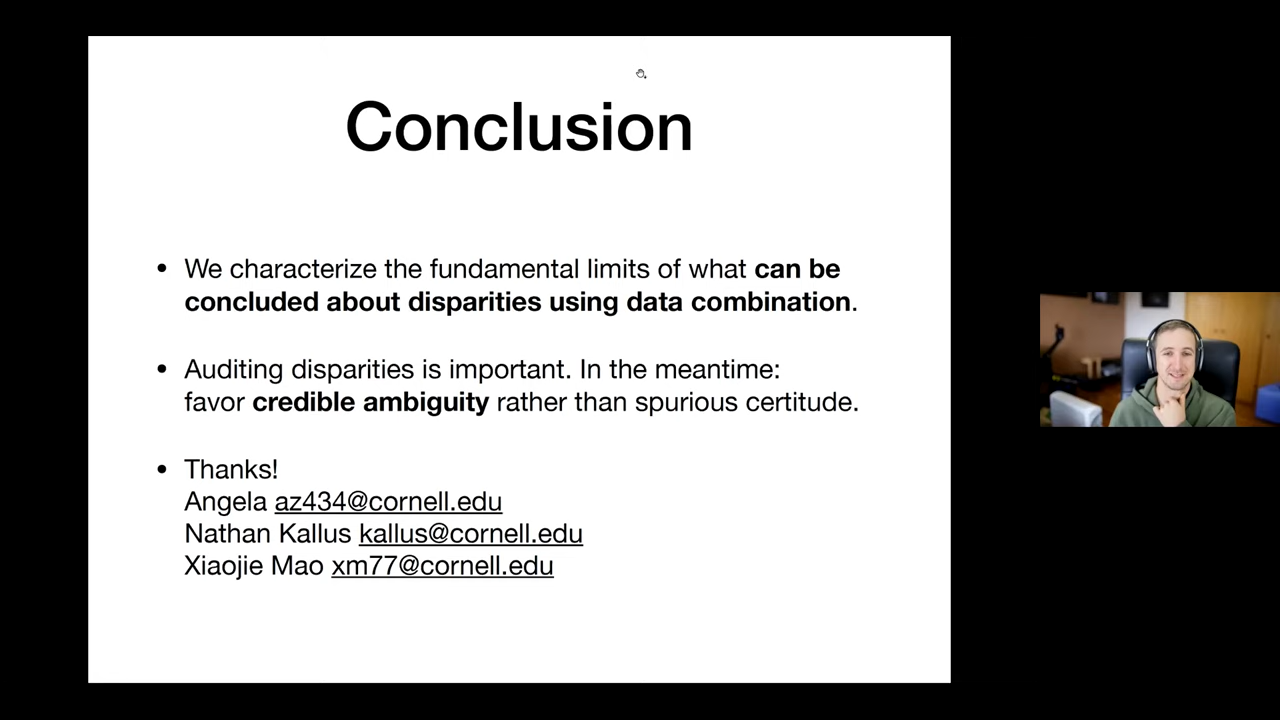 Conclusion
• We characterize the fundamental limits of what can be
concluded about disparities using data combination.
• Auditing disparities is important. In the meantime:
favor credible ambiguity rather than spurious certitude.
• Thanks!
Angela az434@cornell.edu
Nathan Kallus kallus@cornell.edu
Xiaojie Mao xm77@cornell.edu